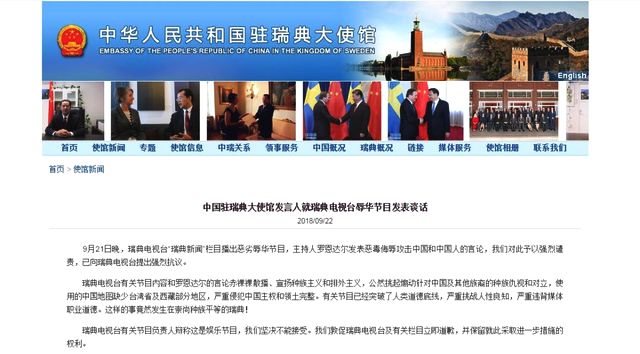 中华人民共和国驻瑞典大使馆
EMBASSY OF THE PEOPLE'S REPUBLIC OF CHINA IN THE KINGDOM OF SWEDEN
English
首页 使馆新闻 专题 使馆信息 中瑞关系 领事服务 中国概况 瑞典概况 链接 媒体服务 使馆相册 联系我们
首页 > 使馆新闻
中国驻瑞典大使馆发言人就瑞典电视台辱华节目发表谈话
2018/09/22
9月21日晚，瑞典电视台“瑞典新闻”栏目播出恶劣辱华节目，主持人罗恩达尔发表恶毒侮辱攻击中国和中国人的言论，我们对此予以强烈谴
责，已向瑞典电视台提出强烈抗议。
瑞典电视台有关节目内容和罗恩达尔的言论赤裸裸散播、宣扬种族主义和排外主义，公然挑起煽动针对中国及其他族裔的种族仇视和对立，使
用的中国地图缺少台湾省及西藏部分地区，严重侵犯中国主权和领土完整。有关节目已经突破了人类道德底线，严重挑战人性良知，严重违背媒体
职业道德。这样的事竟然发生在崇尚种族平等的瑞典！
瑞典电视台有关节目负责人辩称这是娱乐节目，我们坚决不能接受。我们敦促瑞典电视台及有关栏目立即道歉，并保留就此采取进一步措施的
权利。